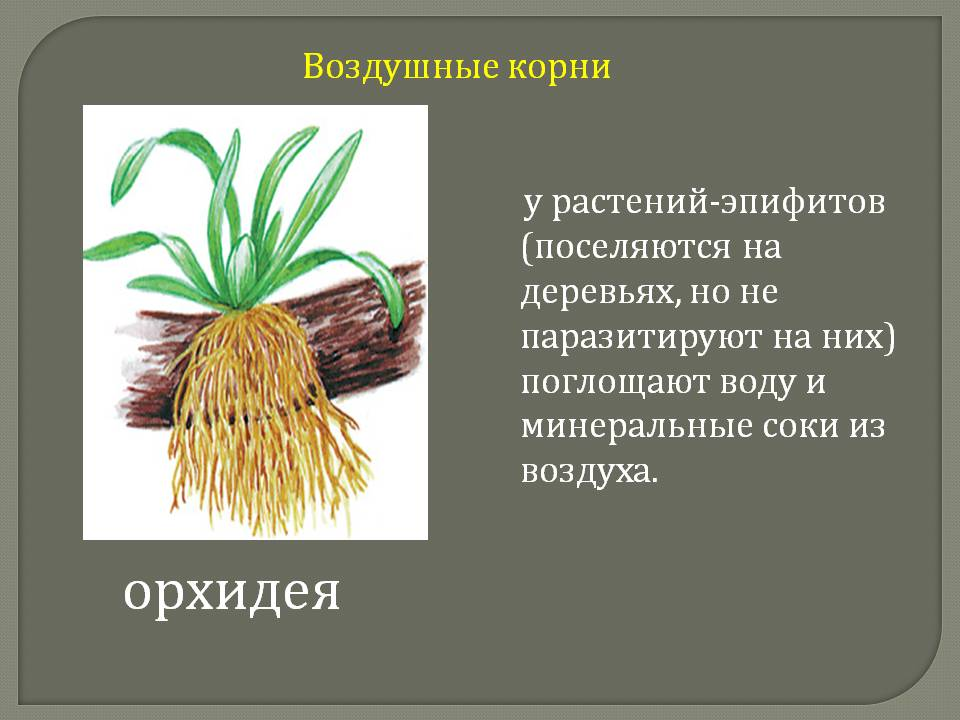 Воздушные корни
у растений-эпифитов
(поселяются на
деревьях, но не
паразитируют на них)
поглощают воду и
минеральные соки из
воздуха.
орхидея